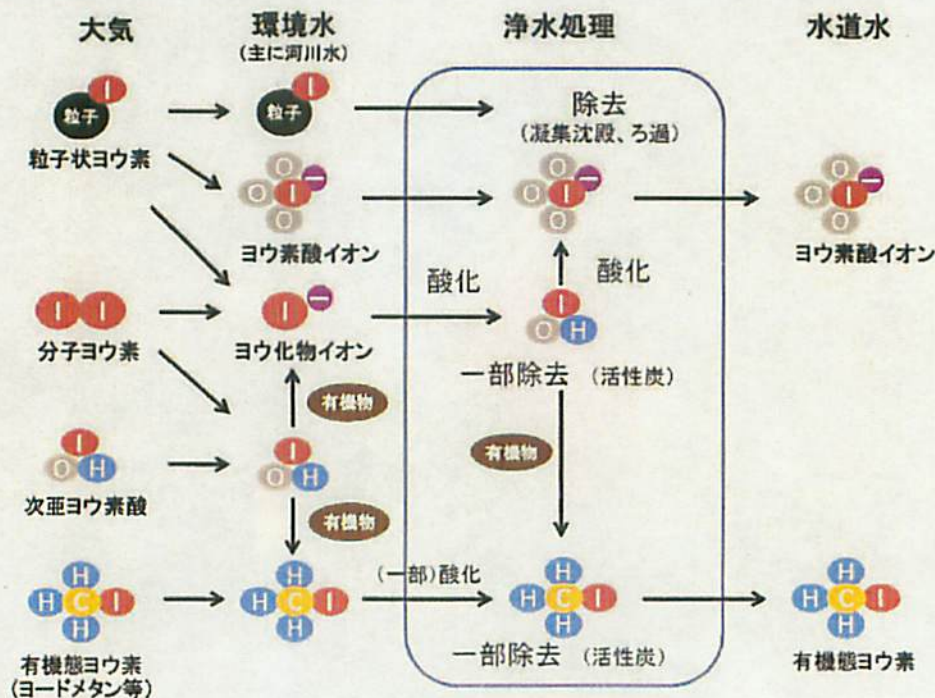 大気
環境水
(主に河川水)
浄水処理
水道水
I
粒子
粒子状ヨウ素
I
粒子
除去
(凝集沈殿、ろ過)
O
O I −
O
ヨウ素酸イオン
O
O I −
O
O
O I −
O
ヨウ素酸イオン
酸化
I I
分子ヨウ素
I −
ヨウ化物イオン
酸化
I
O H
一部除去 (活性炭)
有機物
有機物
I
O H
次亜ヨウ素酸
I
O H
有機物
H
H C I
H
有機態ヨウ素
(ヨードメタン等)
H
H C I
H
(一部)酸化
H
H C I
H
一部除去 (活性炭)
H
H C I
H
有機態ヨウ素